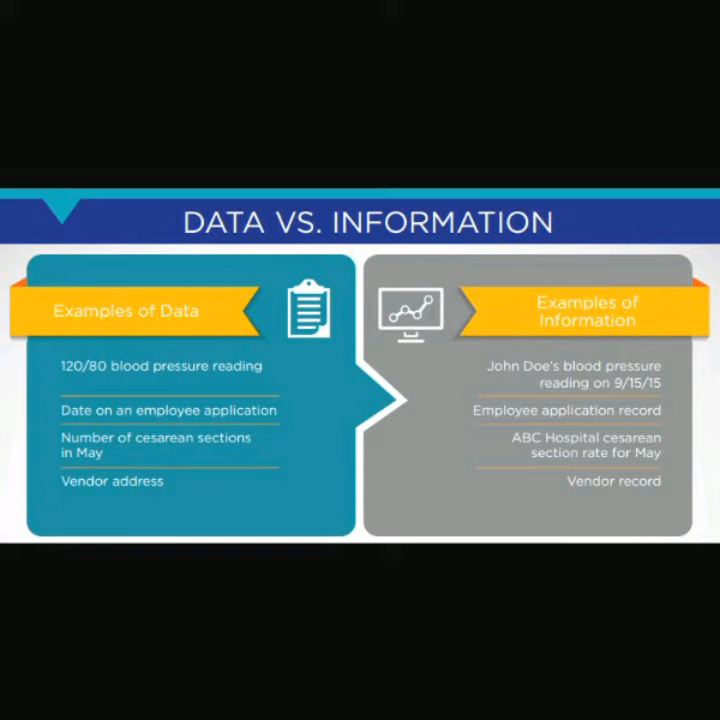 DATA VS. INFORMATION
Examples of Data
120/80 blood pressure reading
Date on an employee application
Number of cesarean sections
in May
Vendor address
Examples of
Information
John Doe's blood pressure
reading on 9/15/15
Employee application record
ABC Hospital cesarean
section rate for May
Vendor record